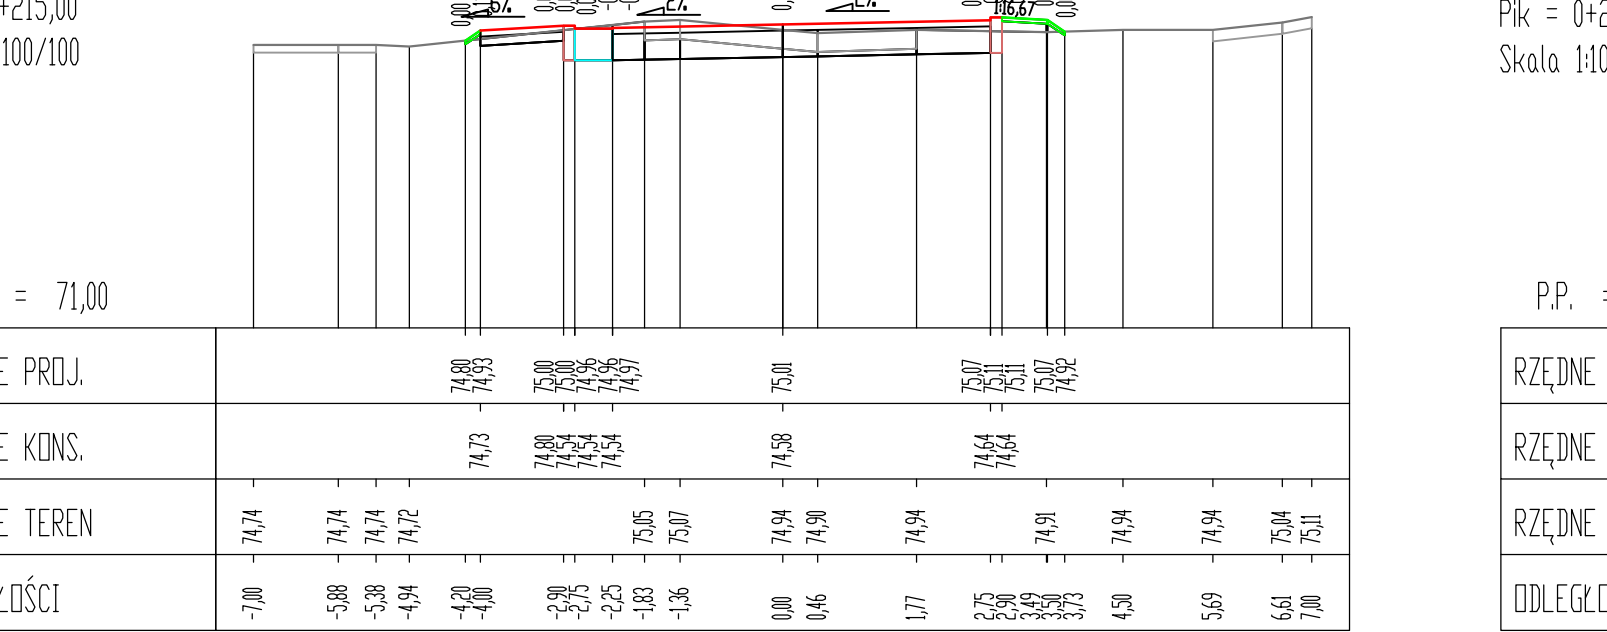 +215,00
100/100
6%
2%
2%
1:16,67
Pik = 0+2
Skala 1:10
= 71,00
P.P. =
E PROJ.
74,80 74,93 75,00 75,00 74,96 74,96 74,97 75,01 75,07 75,11 75,11 75,07 74,92
RZĘDNE
E KONS.
74,73 74,80 74,54 74,54 74,54 74,58 74,64 74,64
RZĘDNE
E TEREN
74,74 74,74 74,74 74,72 75,05 75,07 74,94 74,90 74,94 74,91 74,94 74,94 75,04 75,11
RZĘDNE
ŁOŚCI
-7,00 -5,88 -5,38 -4,94 -4,20 -4,00 -2,90 -2,75 -2,25 -1,83 -1,36 0,00 0,46 1,77 2,75 2,90 3,49 3,50 3,73 4,50 5,69 6,61 7,00
ODLEGŁO